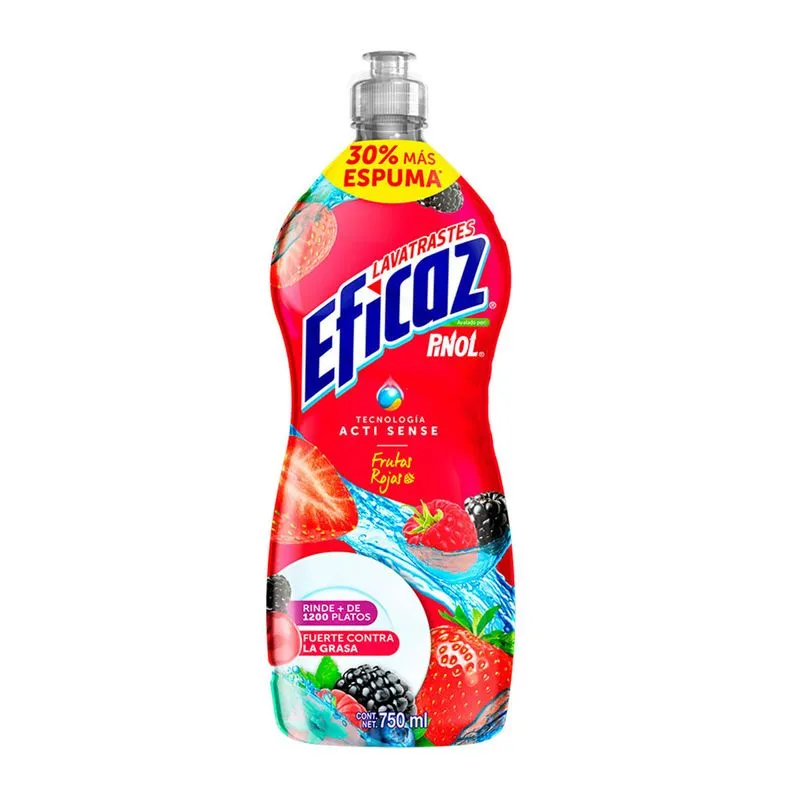 30% MÁS
ESPUMA*
LAVATRASTES
Eficaz®
Avalado por:
PiNOL®
TECNOLOGÍA
ACTI SENSE
Frutas
Rojas
RINDE + DE
1200 PLATOS
FUERTE CONTRA
LA GRASA
CONT.
NET. 750 ml